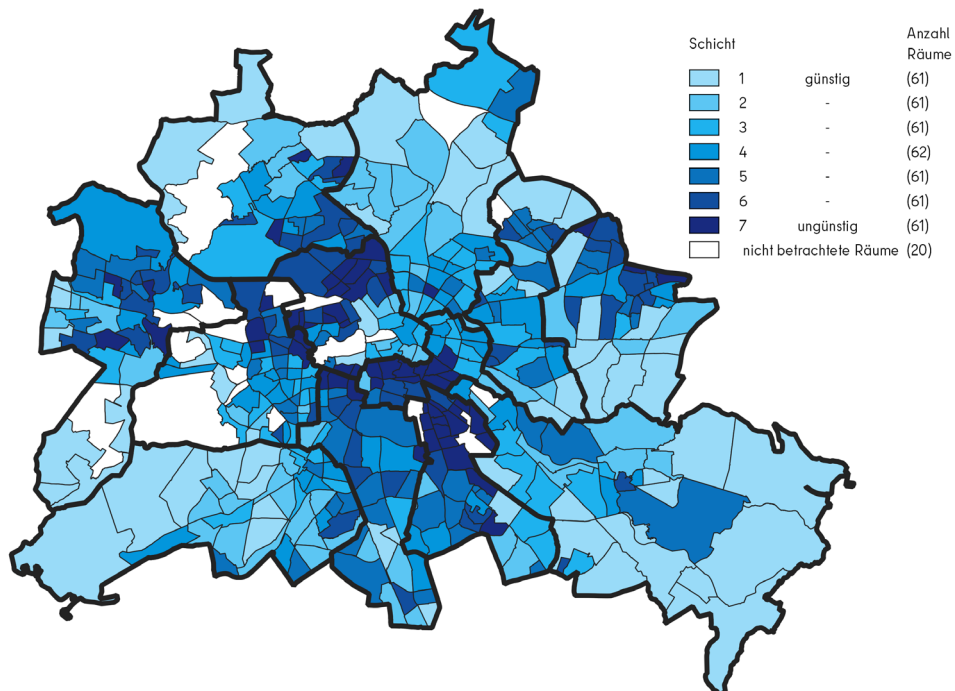 Schicht Anzahl Räume
1 günstig (61)
2 - (61)
3 - (61)
4 - (62)
5 - (61)
6 - (61)
7 ungünstig (61)
nicht betrachtete Räume (20)